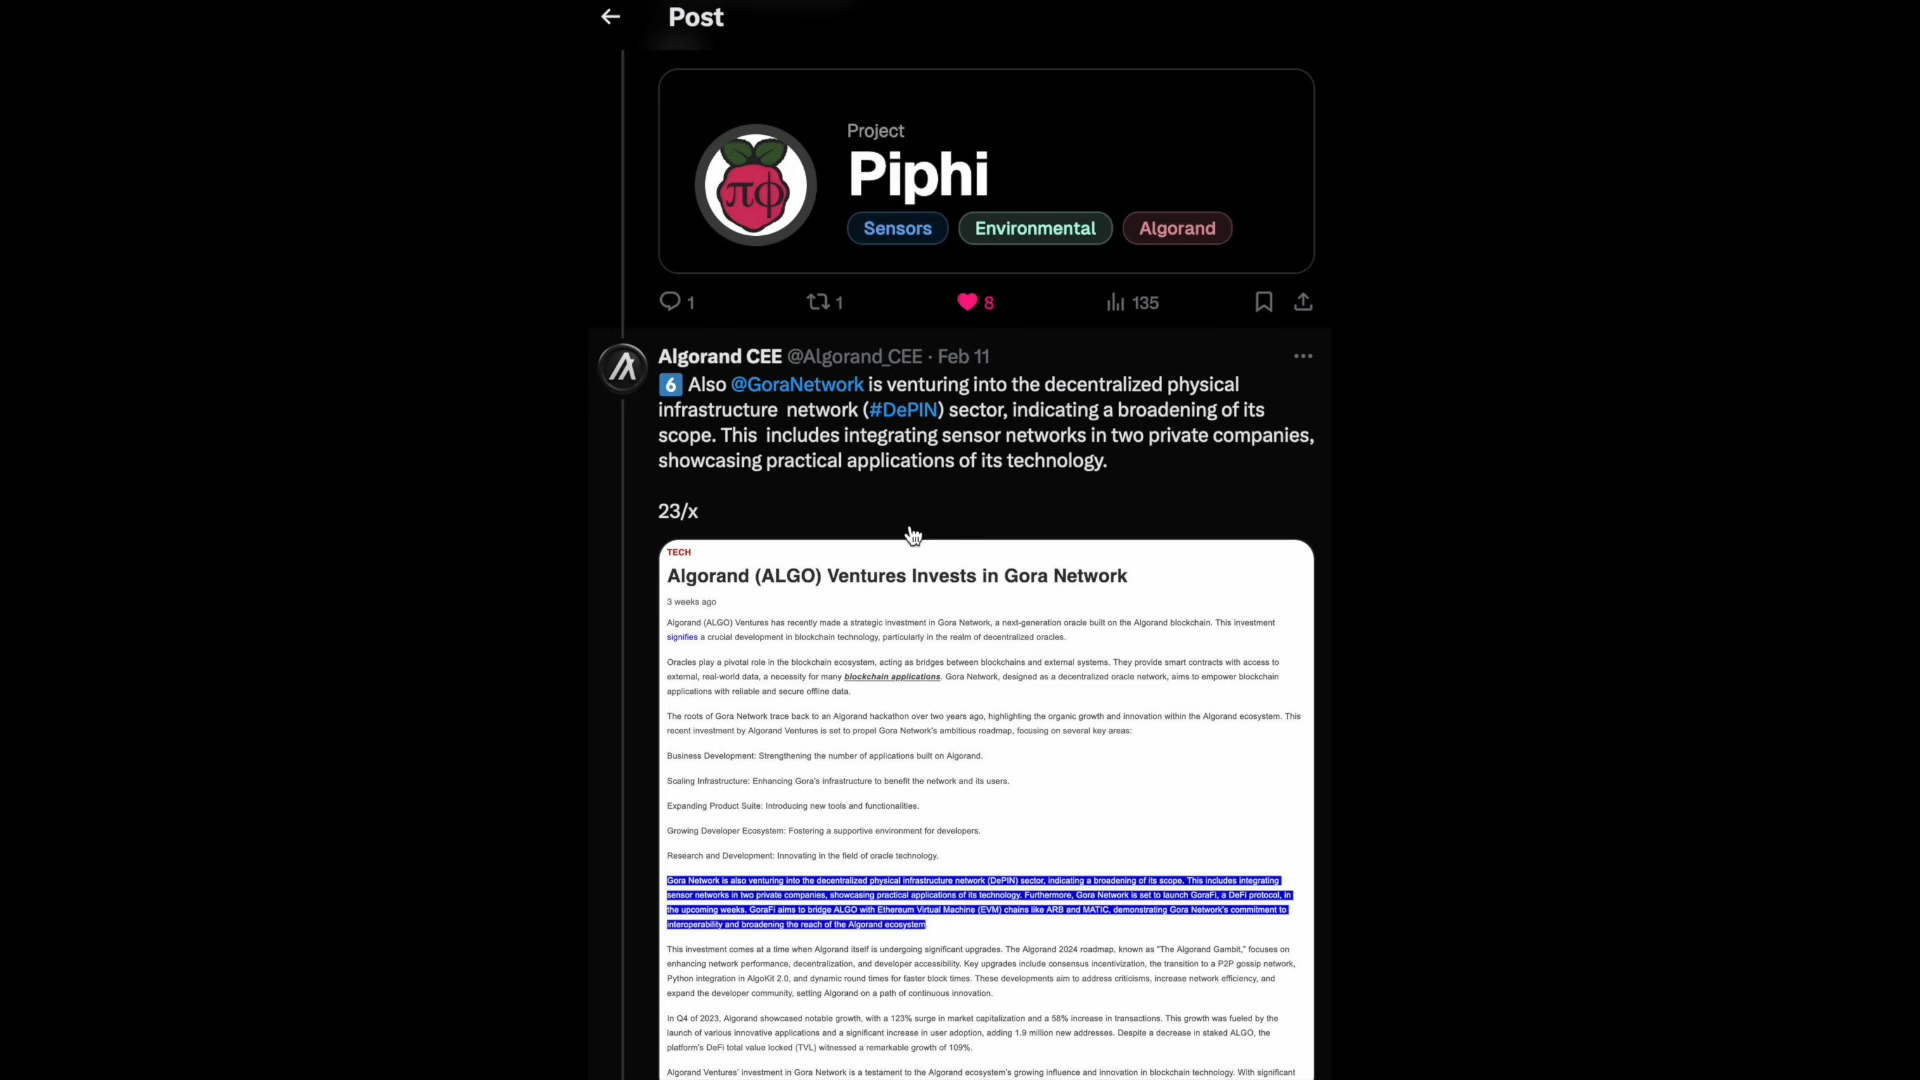 Post
Project
Piphi
πφ
Sensors
Environmental
Algorand
1
1
8
135
Algorand CEE @Algorand_CEE · Feb 11
6 Also @GoraNetwork is venturing into the decentralized physical
infrastructure network (#DePIN) sector, indicating a broadening of its
scope. This includes integrating sensor networks in two private companies,
showcasing practical applications of its technology.
23/x
TECH
Algorand (ALGO) Ventures Invests in Gora Network
3 weeks ago
Algorand (ALGO) Ventures has recently made a strategic investment in Gora Network, a next-generation oracle built on the Algorand blockchain. This investment
signifies a crucial development in blockchain technology, particularly in the realm of decentralized oracles.
Oracles play a pivotal role in the blockchain ecosystem, acting as bridges between blockchains and external systems. They provide smart contracts with access to
external, real-world data, a necessity for many blockchain applications. Gora Network, designed as a decentralized oracle network, aims to empower blockchain
applications with reliable and secure offline data.
The roots of Gora Network trace back to an Algorand hackathon over two years ago, highlighting the organic growth and innovation within the Algorand ecosystem. This
recent investment by Algorand Ventures is set to propel Gora Network's ambitious roadmap, focusing on several key areas:
Business Development: Strengthening the number of applications built on Algorand.
Scaling Infrastructure: Enhancing Gora's infrastructure to benefit the network and its users.
Expanding Product Suite: Introducing new tools and functionalities.
Growing Developer Ecosystem: Fostering a supportive environment for developers.
Research and Development: Innovating in the field of oracle technology.
Gora Network is also venturing into the decentralized physical infrastructure network (DePIN) sector, indicating a broadening of its scope. This includes integrating
sensor networks in two private companies, showcasing practical applications of its technology. Furthermore, Gora Network is set to launch GoraFi, a DeFi protocol, in
the upcoming weeks. GoraFi aims to bridge ALGO with Ethereum Virtual Machine (EVM) chains like ARB and MATIC, demonstrating Gora Network's commitment to
interoperability and broadening the reach of the Algorand ecosystem.
This investment comes at a time when Algorand itself is undergoing significant upgrades. The Algorand 2024 roadmap, known as "The Algorand Gambit," focuses on
enhancing network performance, decentralization, and developer accessibility. Key upgrades include consensus incentivization, the transition to a P2P gossip network,
Python integration in AlgoKit 2.0, and dynamic round times for faster block times. These developments aim to address criticisms, increase network efficiency, and
expand the developer community, setting Algorand on a path of continuous innovation.
In Q4 of 2023, Algorand showcased notable growth, with a 123% surge in market capitalization and a 58% increase in transactions. This growth was fueled by the
launch of various innovative applications and a significant increase in user adoption, adding 1.9 million new addresses. Despite a decrease in staked ALGO, the
platform's DeFi total value locked (TVL) witnessed a remarkable growth of 109%.
Algorand Ventures' investment in Gora Network is a testament to the Algorand ecosystem's growing influence and innovation in blockchain technology. With significant